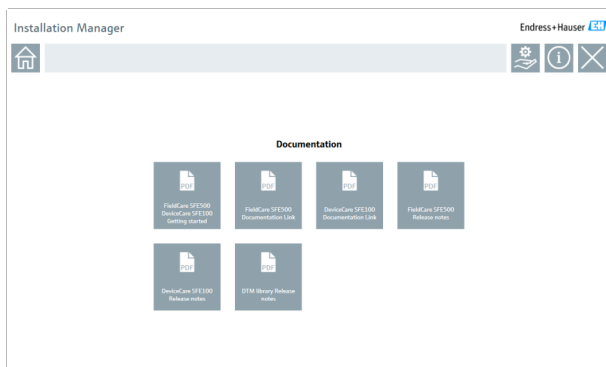 Installation Manager
Endress+Hauser EH
Documentation
PDF
FieldCare SFE500
DeviceCare SFE100
Getting started
PDF
FieldCare SFE500
Documentation Link
PDF
DeviceCare SFE100
Documentation Link
PDF
FieldCare SFE500
Release notes
PDF
DeviceCare SFE100
Release notes
PDF
DTM library Release
notes